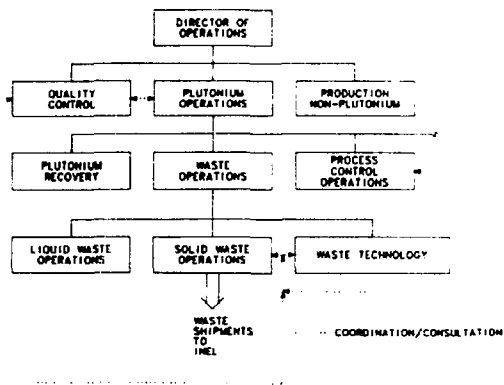 DIRECTOR OF
OPERATIONS
QUALITY
CONTROL
PLUTONIUM
OPERATIONS
PRODUCTION
NON-PLUTONIUM
PLUTONIUM
RECOVERY
WASTE
OPERATIONS
PROCESS
CONTROL
OPERATIONS
LIQUID WASTE
OPERATIONS
SOLID WASTE
OPERATIONS
WASTE TECHNOLOGY
WASTE
SHIPMENTS
TO
INEL
COORDINATION/CONSULTATION